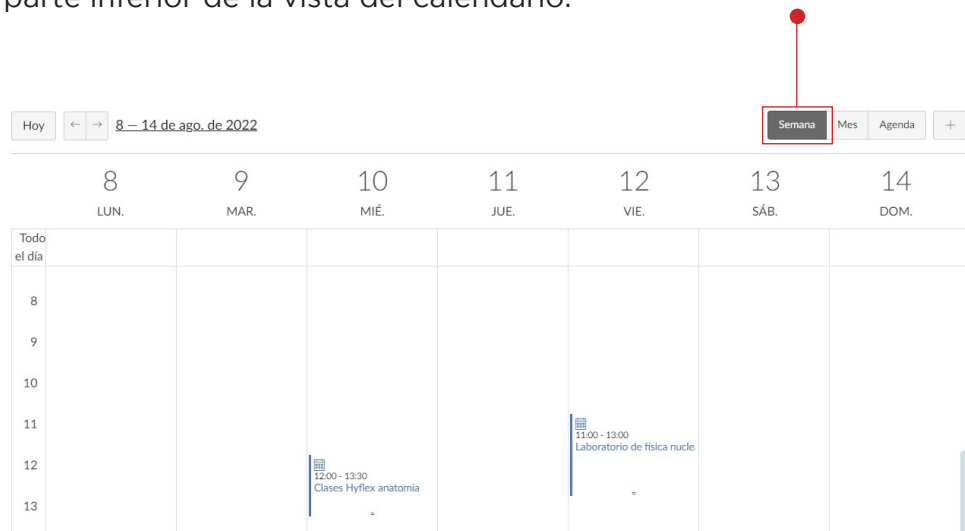 parte inferior de la vista del calendario.
Hoy ← → 8 — 14 de ago. de 2022 Semana Mes Agenda +
8 9 10 11 12 13 14
LUN. MAR. MIÉ. JUE. VIE. SÁB. DOM.
Todo
el día
8
9
10
11
11:00 - 13:00
Laboratorio de física nucle
12
12:00 - 13:30
Clases Hyflex anatomía
13